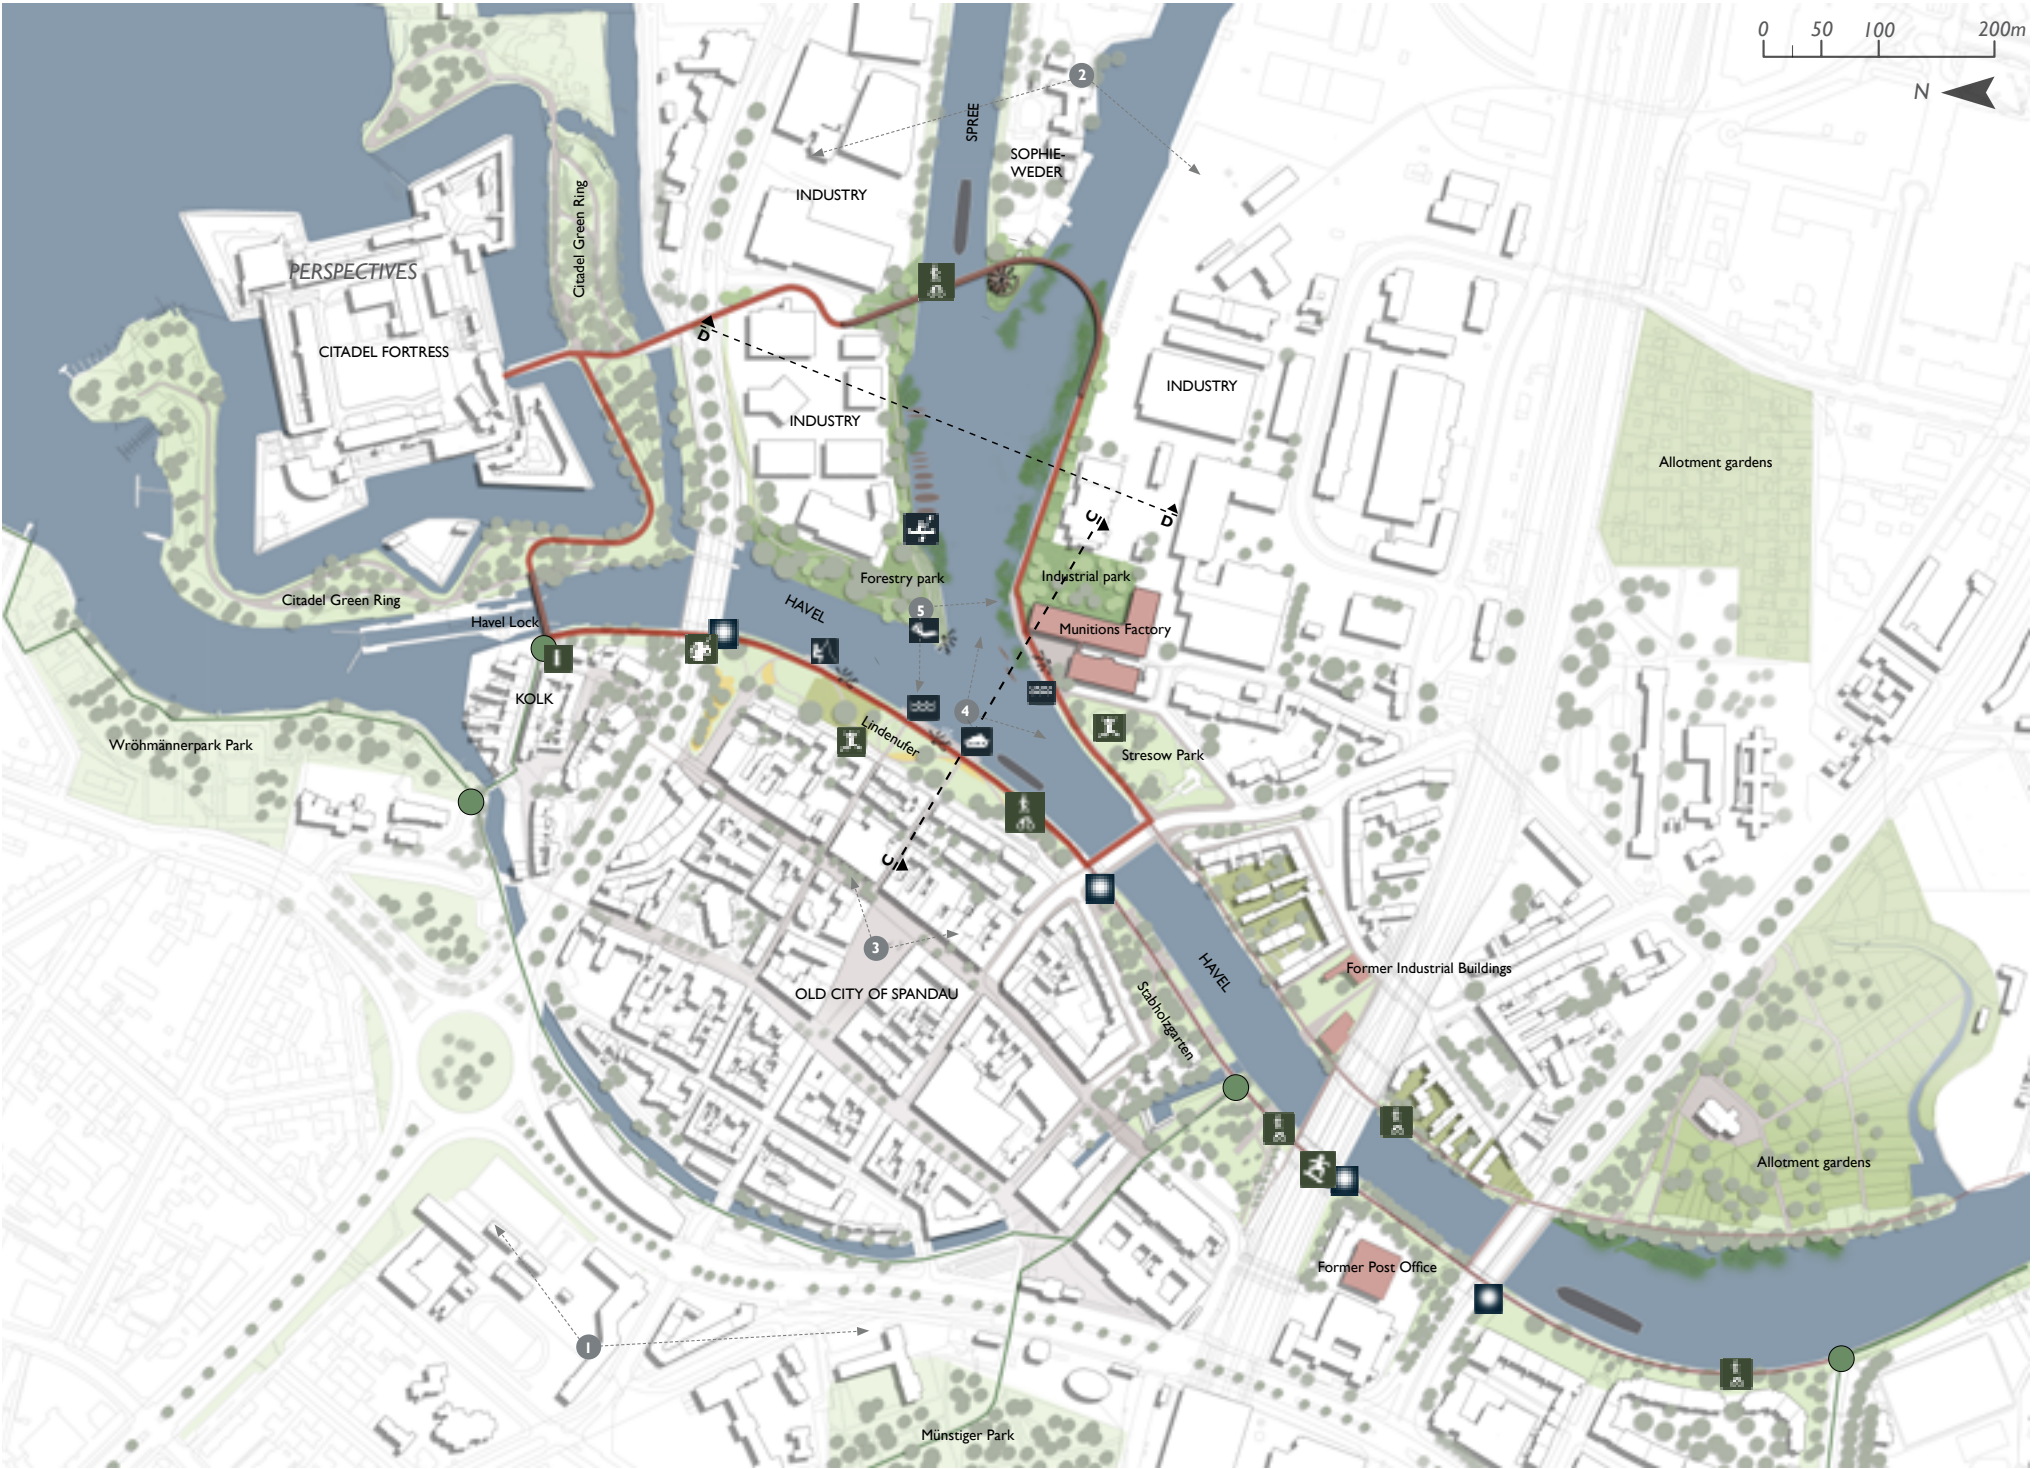 0 50 100 200m
N
2
SPREE
SOPHIE-
WEDER
INDUSTRY
Citadel Green Ring
PERSPECTIVES
CITADEL FORTRESS
D
INDUSTRY
INDUSTRY
Allotment gardens
C
D
Forestry park
Industrial park
Citadel Green Ring
HAVEL
5
Havel Lock
Munitions Factory
KOLK
4
Lindenufer
Wröhmännerpark Park
Stresow Park
C
3
HAVEL
Former Industrial Buildings
OLD CITY OF SPANDAU
Stabholzgarten
Allotment gardens
Former Post Office
1
Münstiger Park